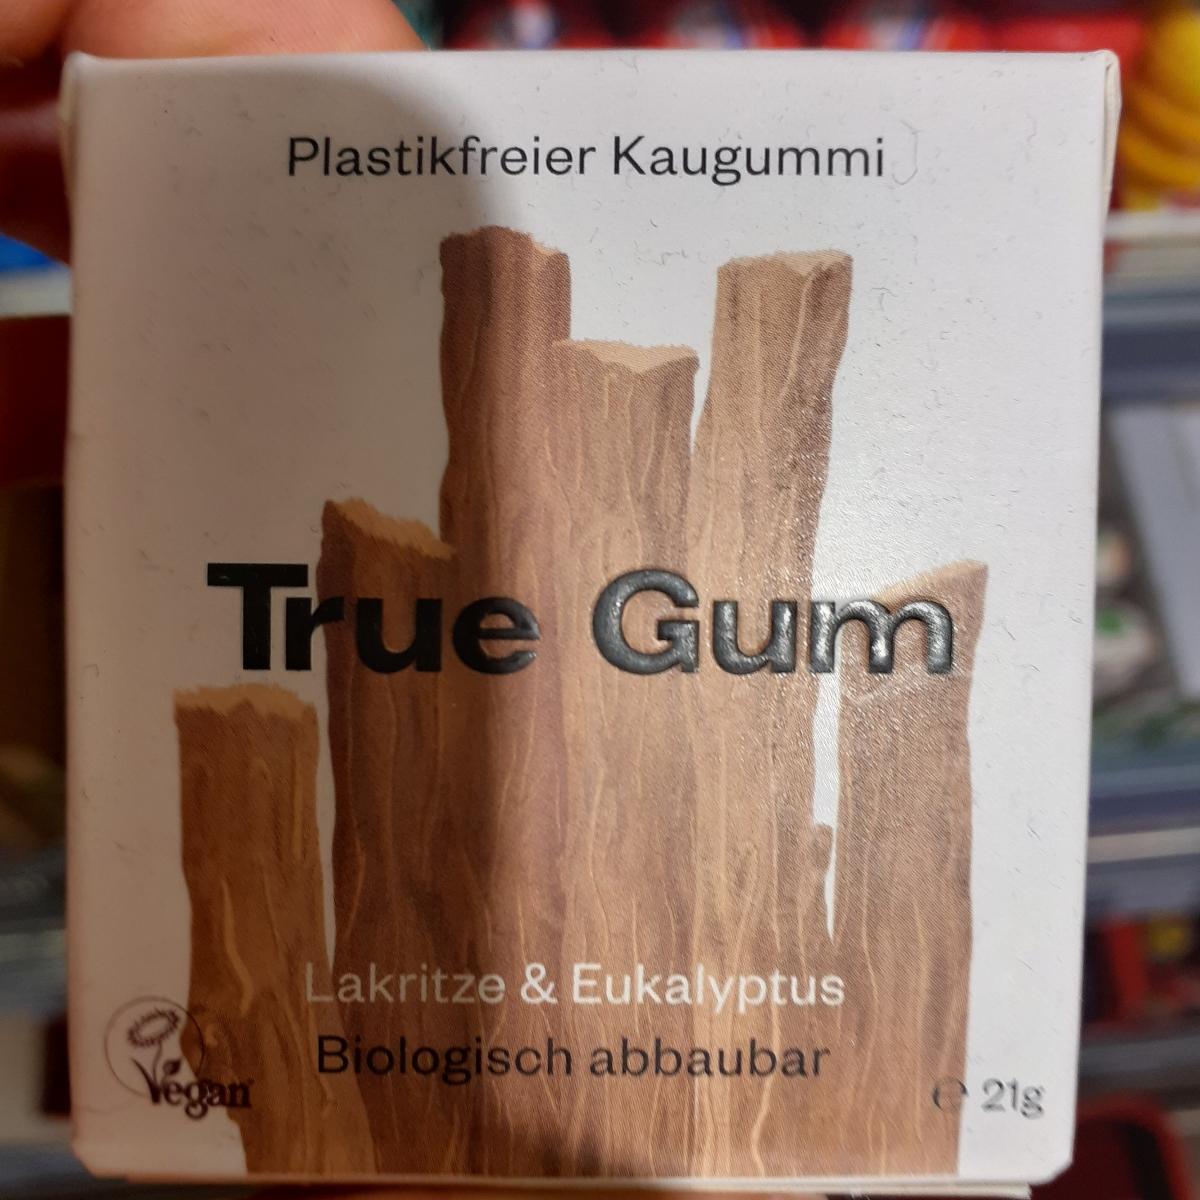 Plastikfreier Kaugummi
True Gum
Lakritze & Eukalyptus
Biologisch abbaubar
Vegan
℮ 21g